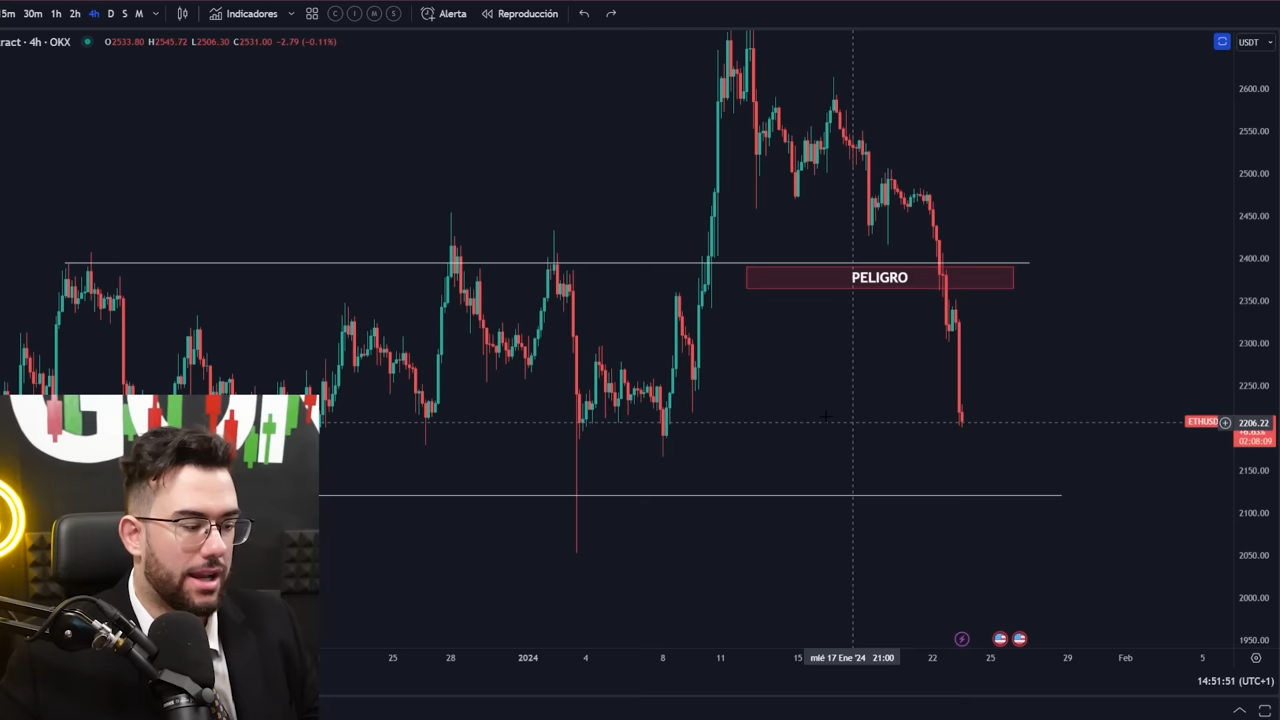 15m 30m 1h 2h 4h D S M Indicadores C I M S Alerta Reproducción
ract · 4h · OKX O2533.80 H2545.72 L2506.30 C2531.00 −2.79 (−0.11%)
USDT
2600.00
2550.00
2500.00
2450.00
2400.00
PELIGRO
2350.00
2300.00
2250.00
ETHUSD 2206.22
02:08:09
2150.00
2100.00
2050.00
2000.00
1950.00
25 28 2024 4 8 11 15 mié 17 Ene '24 21:00 22 25 29 Feb 5
14:51:51 (UTC+1)